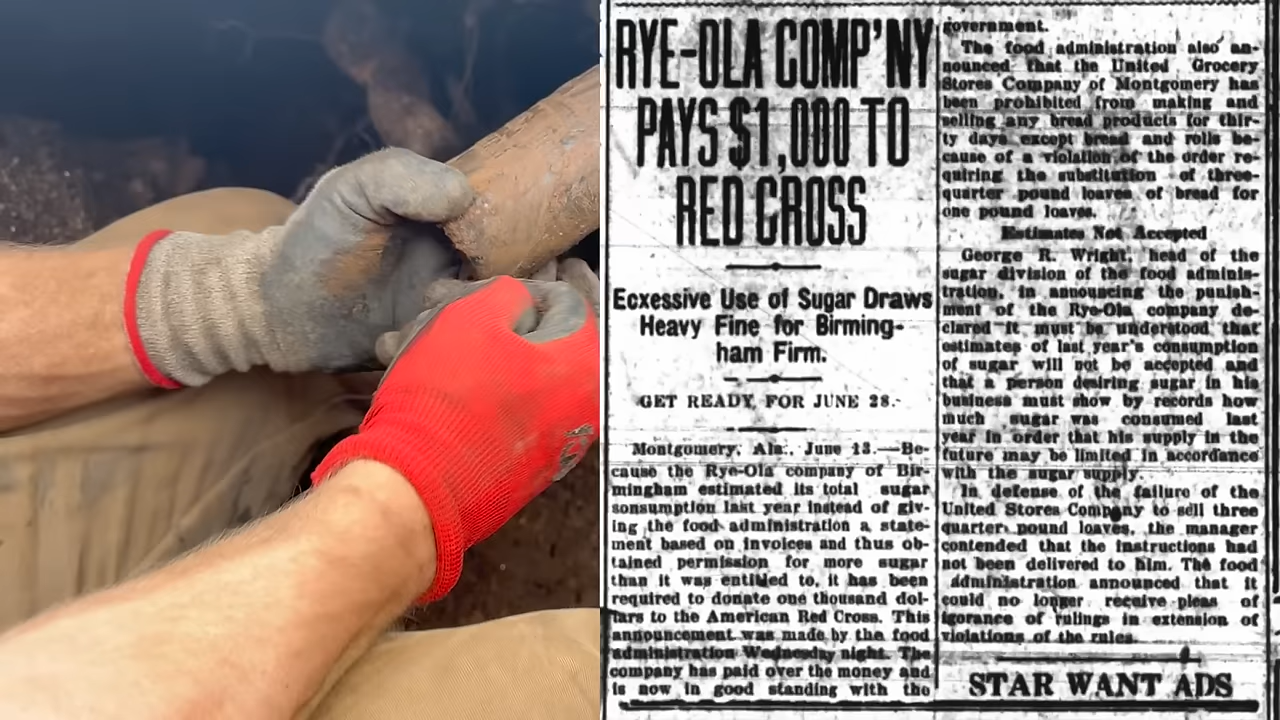 RYE-OLA COMP'NY
PAYS $1,000 TO
RED CROSS
Ecxessive Use of Sugar Draws
Heavy Fine for Birming-
ham Firm.
GET READY FOR JUNE 28.
Montgomery, Ala., June 13.—Be-
cause the Rye-Ola company of Bir-
mingham estimated its total sugar
sonsumption last year instead of giv-
ing the food administration a state-
ment based on invoices and thus ob-
tained permission for more sugar
than it was entitled to, it has been
required to donate one thousand dol-
lars to the American Red Cross. This
announcement was made by the food
administration Wednesday night. The
company has paid over the money and
is now in good standing with the
government.
The food administration also an-
nounced that the United Grocery
Stores Company of Montgomery has
been prohibited from making and
selling any bread products for thir-
ty days except bread and rolls be-
cause of a violation of the order re-
quiring the substitution of three-
quarter pound loaves of bread for
one pound loaves.
Estimates Not Accepted
George R. Wright, head of the
sugar division of the food adminis-
tration, in announcing the punish-
ment of the Rye-Ola company de-
clared "it must be understood that
estimates of last year's consumption
of sugar will not be accepted and
that a person desiring sugar in his
business must show by records how
much sugar was consumed last
year in order that his supply in the
future may be limited in accordance
with the sugar supply.
In defense of the failure of the
United Stores Company to sell three
quarter pound loaves, the manager
contended that the instructions had
not been delivered to him. The food
administration announced that it
could no longer receive pleas of
igorance of rulings in extension of
violations of the rules.
STAR WANT ADS